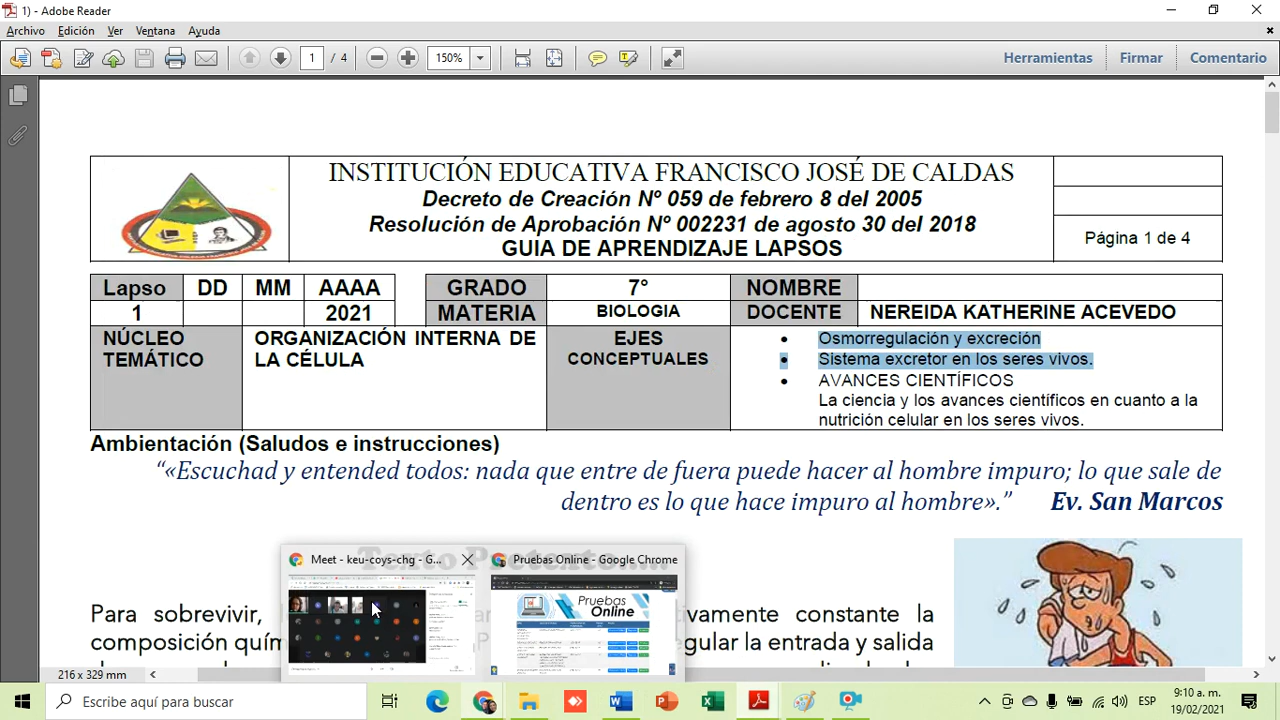 1) - Adobe Reader
Archivo Edición Ver Ventana Ayuda
1 / 4 150% Herramientas Firmar Comentario
INSTITUCIÓN EDUCATIVA FRANCISCO JOSÉ DE CALDAS
Decreto de Creación Nº 059 de febrero 8 del 2005
Resolución de Aprobación Nº 002231 de agosto 30 del 2018
GUIA DE APRENDIZAJE LAPSOS
Página 1 de 4
Lapso DD MM AAAA GRADO 7° NOMBRE
1 2021 MATERIA BIOLOGIA DOCENTE NEREIDA KATHERINE ACEVEDO
NÚCLEO TEMÁTICO
ORGANIZACIÓN INTERNA DE
LA CÉLULA
EJES
CONCEPTUALES
• Osmorregulación y excreción
• Sistema excretor en los seres vivos.
• AVANCES CIENTÍFICOS
La ciencia y los avances científicos en cuanto a la
nutrición celular en los seres vivos.
Ambientación (Saludos e instrucciones)
“«Escuchad y entended todos: nada que entre de fuera puede hacer al hombre impuro; lo que sale de
dentro es lo que hace impuro al hombre».” Ev. San Marcos
Meet - keu-coys-chg - G...
Pruebas Online - Google Chrome
Pruebas
Online
Para sobrevivir, tivamente constante la
composición quím egular la entrada y salida
216 x 329 mm
Escribe aquí para buscar
ESP
9:10 a. m.
19/02/2021